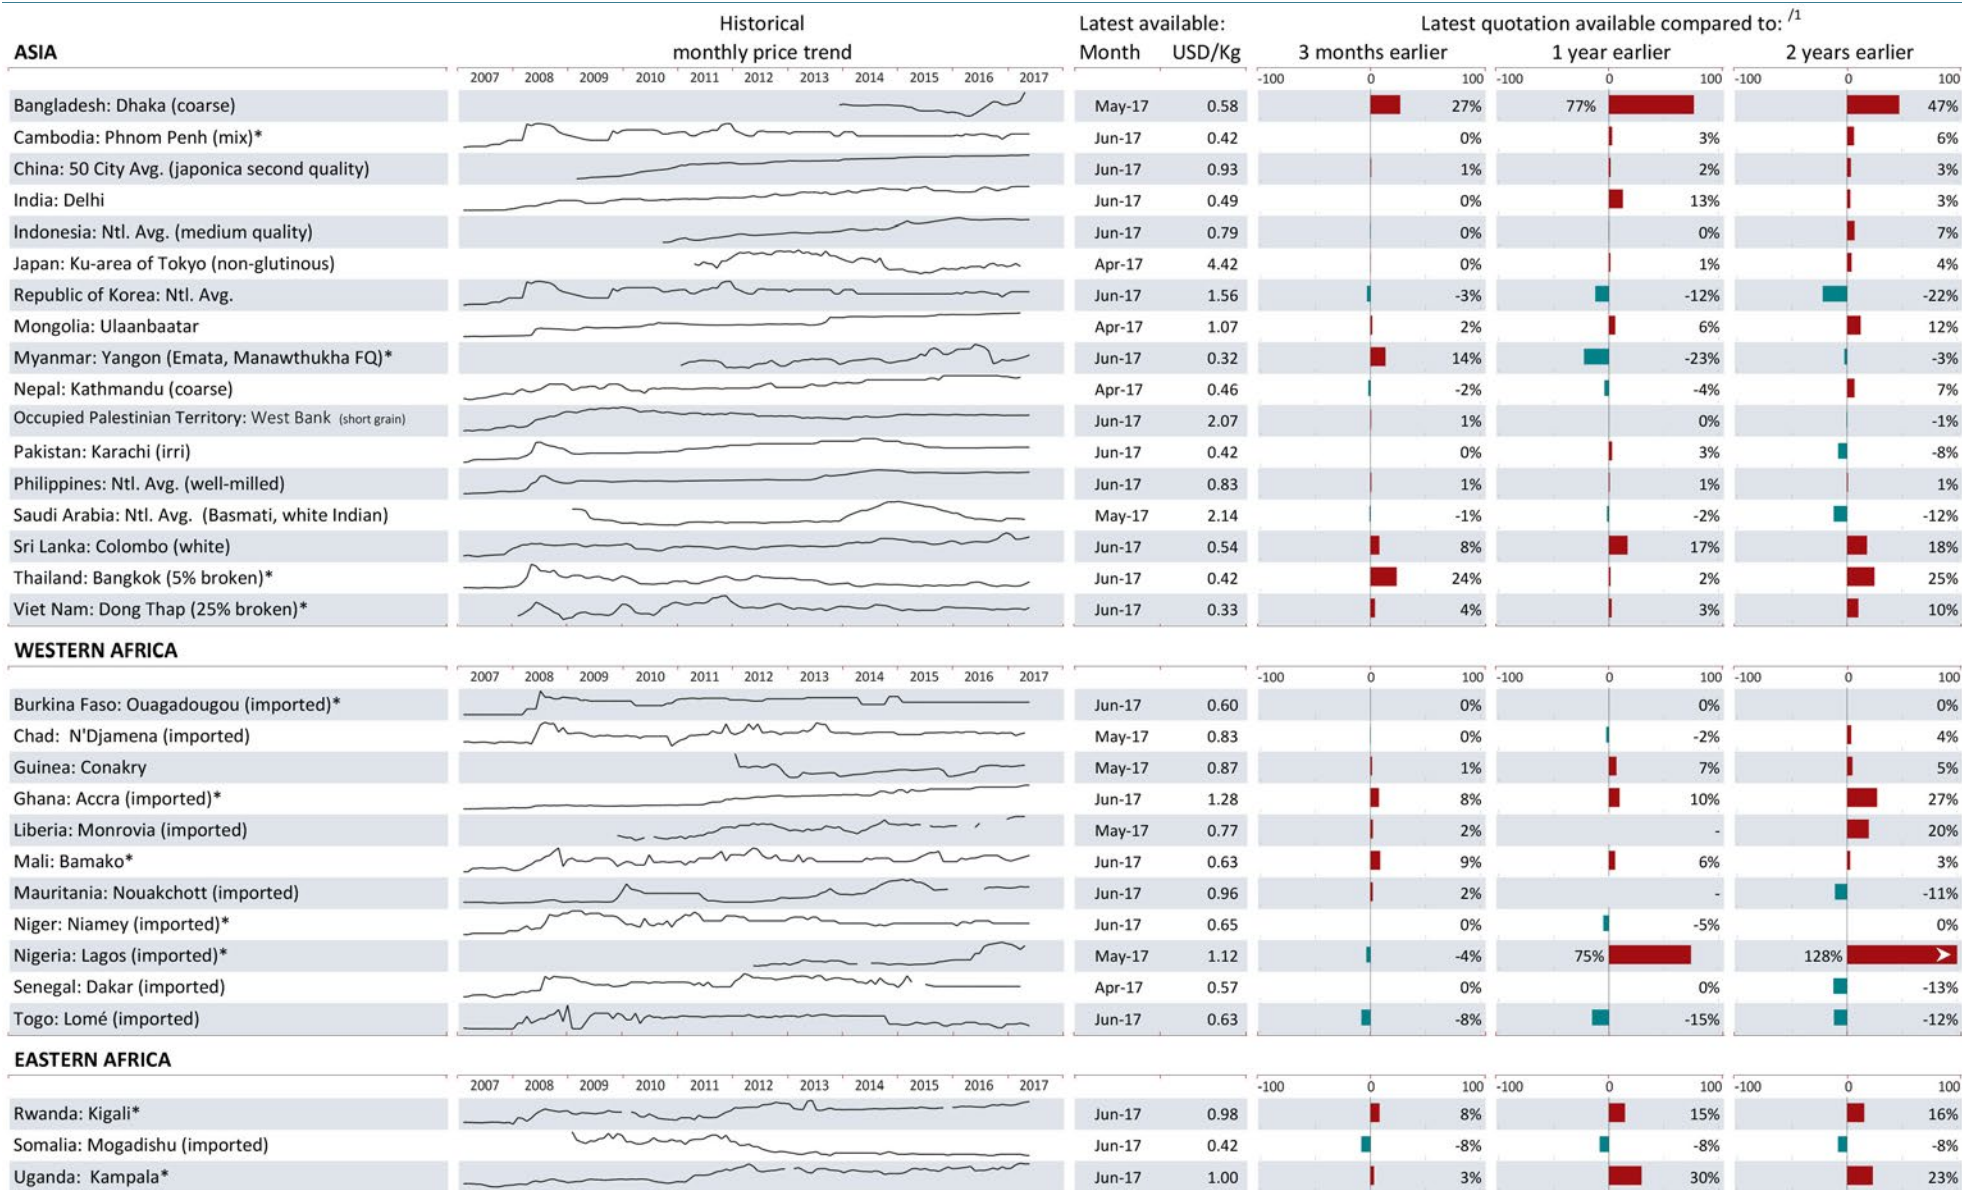 Historical Latest available: Latest quotation available compared to: /1
ASIA monthly price trend Month USD/Kg 3 months earlier 1 year earlier 2 years earlier
2007 2008 2009 2010 2011 2012 2013 2014 2015 2016 2017 -100 0 100 -100 0 100 -100 0 100
Bangladesh: Dhaka (coarse) May-17 0.58 27% 77% 47%
Cambodia: Phnom Penh (mix)* Jun-17 0.42 0% 3% 6%
China: 50 City Avg. (japonica second quality) Jun-17 0.93 1% 2% 3%
India: Delhi Jun-17 0.49 0% 13% 3%
Indonesia: Ntl. Avg. (medium quality) Jun-17 0.79 0% 0% 7%
Japan: Ku-area of Tokyo (non-glutinous) Apr-17 4.42 0% 1% 4%
Republic of Korea: Ntl. Avg. Jun-17 1.56 -3% -12% -22%
Mongolia: Ulaanbaatar Apr-17 1.07 2% 6% 12%
Myanmar: Yangon (Emata, Manawthukha FQ)* Jun-17 0.32 14% -23% -3%
Nepal: Kathmandu (coarse) Apr-17 0.46 -2% -4% 7%
Occupied Palestinian Territory: West Bank (short grain) Jun-17 2.07 1% 0% -1%
Pakistan: Karachi (irri) Jun-17 0.42 0% 3% -8%
Philippines: Ntl. Avg. (well-milled) Jun-17 0.83 1% 1% 1%
Saudi Arabia: Ntl. Avg. (Basmati, white Indian) May-17 2.14 -1% -2% -12%
Sri Lanka: Colombo (white) Jun-17 0.54 8% 17% 18%
Thailand: Bangkok (5% broken)* Jun-17 0.42 24% 2% 25%
Viet Nam: Dong Thap (25% broken)* Jun-17 0.33 4% 3% 10%
WESTERN AFRICA
2007 2008 2009 2010 2011 2012 2013 2014 2015 2016 2017 -100 0 100 -100 0 100 -100 0 100
Burkina Faso: Ouagadougou (imported)* Jun-17 0.60 0% 0% 0%
Chad: N'Djamena (imported) May-17 0.83 0% -2% 4%
Guinea: Conakry May-17 0.87 1% 7% 5%
Ghana: Accra (imported)* Jun-17 1.28 8% 10% 27%
Liberia: Monrovia (imported) May-17 0.77 2% - 20%
Mali: Bamako* Jun-17 0.63 9% 6% 3%
Mauritania: Nouakchott (imported) Jun-17 0.96 2% - -11%
Niger: Niamey (imported)* Jun-17 0.65 0% -5% 0%
Nigeria: Lagos (imported)* May-17 1.12 -4% 75% 128%
Senegal: Dakar (imported) Apr-17 0.57 0% 0% -13%
Togo: Lomé (imported) Jun-17 0.63 -8% -15% -12%
EASTERN AFRICA
2007 2008 2009 2010 2011 2012 2013 2014 2015 2016 2017 -100 0 100 -100 0 100 -100 0 100
Rwanda: Kigali* Jun-17 0.98 8% 15% 16%
Somalia: Mogadishu (imported) Jun-17 0.42 -8% -8% -8%
Uganda: Kampala* Jun-17 1.00 3% 30% 23%